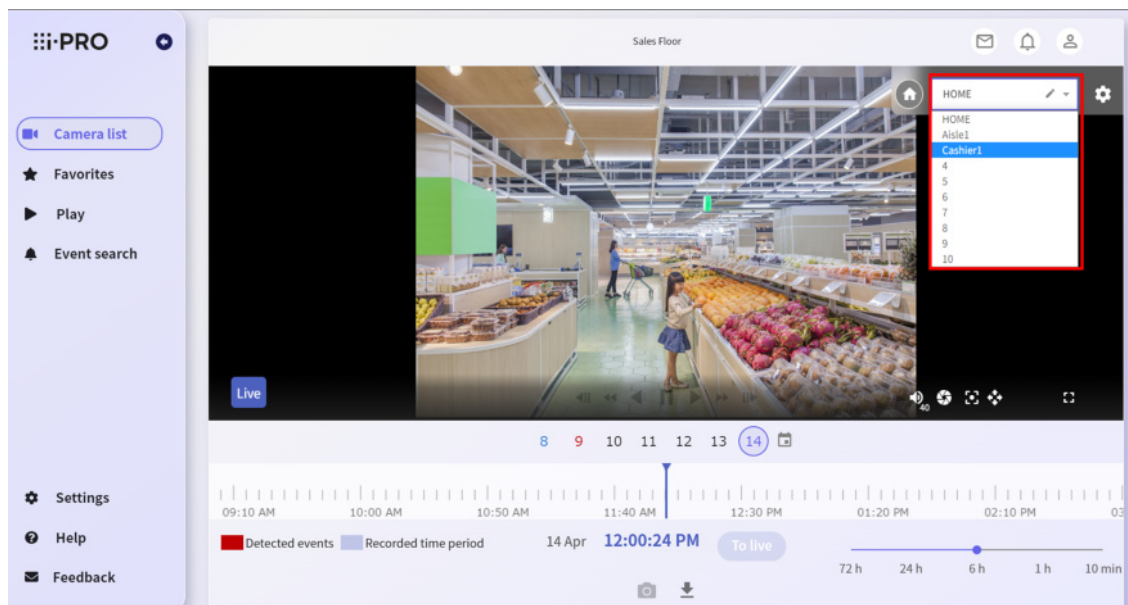 i-PRO
Sales Floor
Camera list
Favorites
Play
Event search
Settings
Help
Feedback
HOME
HOME
Aisle1
Cashier1
4
5
6
7
8
9
10
Live
40
8 9 10 11 12 13 14
09:10 AM 10:00 AM 10:50 AM 11:40 AM 12:30 PM 01:20 PM 02:10 PM 03
Detected events Recorded time period 14 Apr 12:00:24 PM To live
72 h 24 h 6 h 1 h 10 min